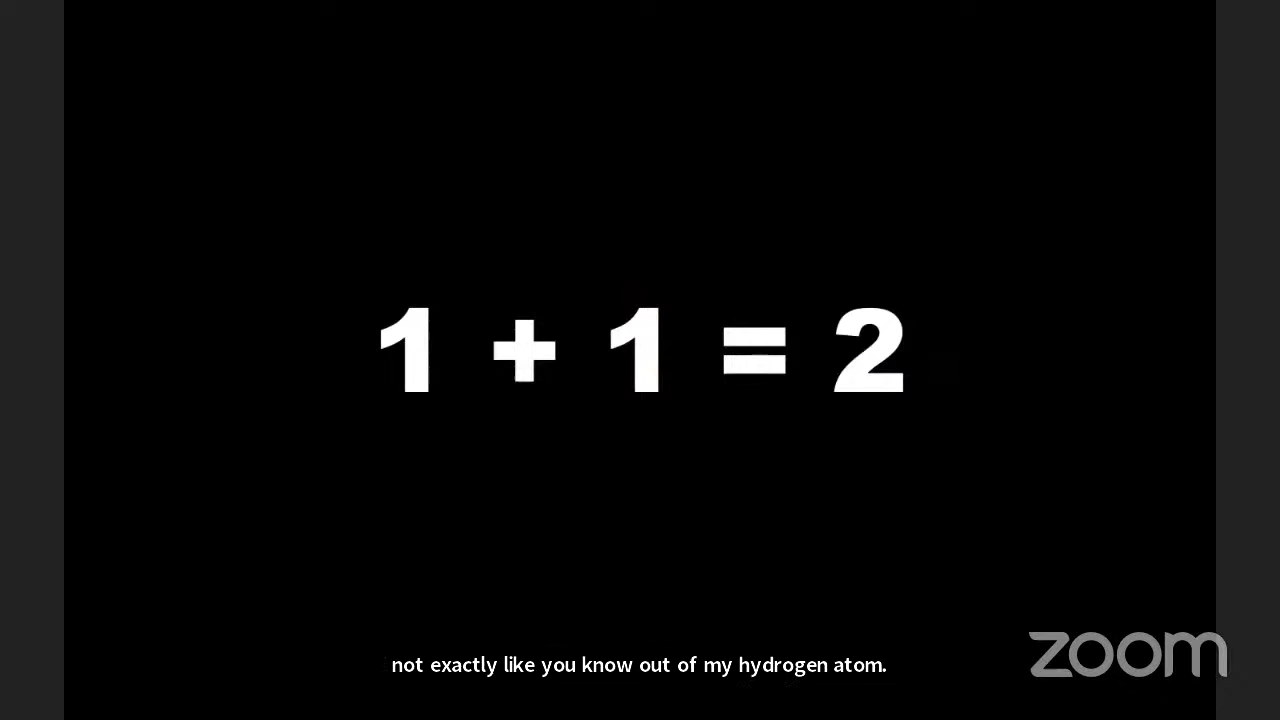 1 + 1 = 2
not exactly like you know out of my hydrogen atom.
zoom